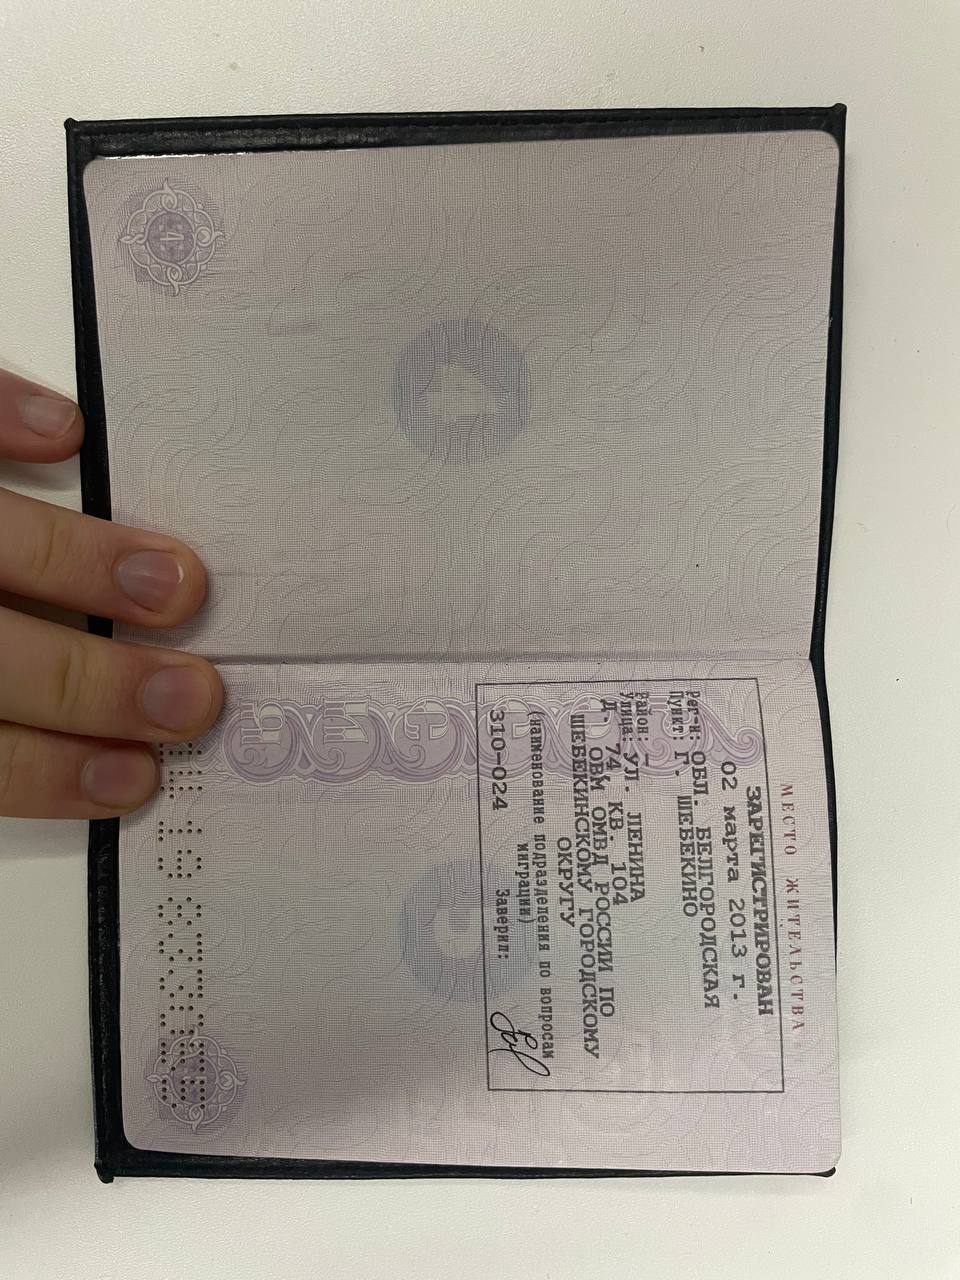 4
4
МЕСТО ЖИТЕЛЬСТВА
ЗАРЕГИСТРИРОВАН
02 марта 2013 г.
Рег-н: ОБЛ. БЕЛГОРОДСКАЯ
Пункт: Г. ШЕБЕКИНО
Район: -
Улица: УЛ. ЛЕНИНА
Д. 74 КВ. 104
ОВМ ОМВД РОССИИ ПО
ШЕБЕКИНСКОМУ ГОРОДСКОМУ
ОКРУГУ
(наименование подразделения по вопросам
миграции)
310-024 Заверил: